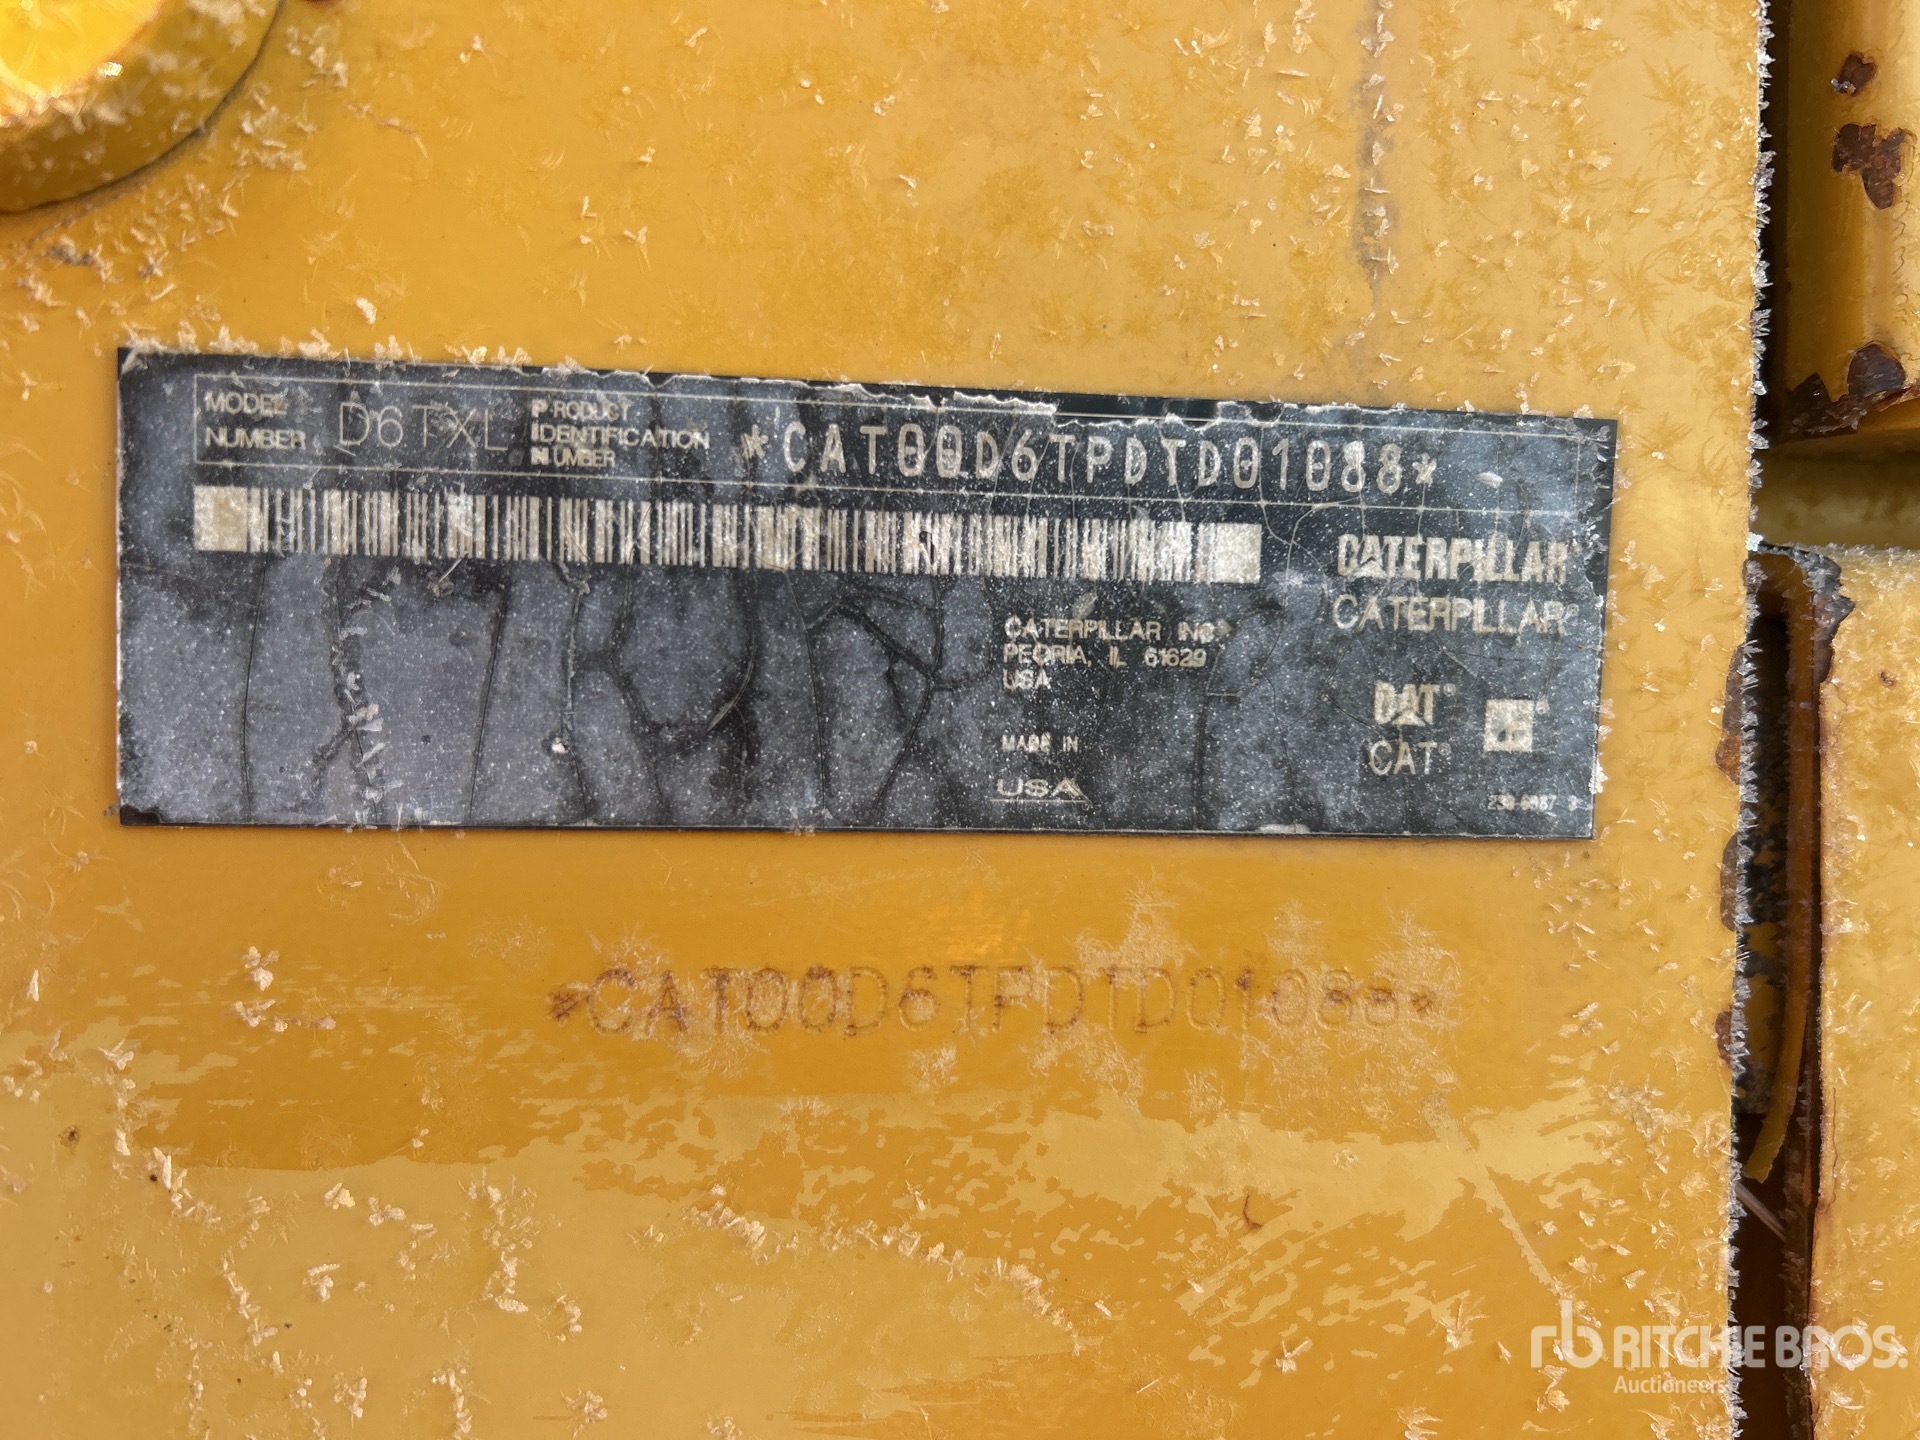 MODEL
NUMBER
D6TXL
PRODUCT
IDENTIFICATION
NUMBER
*CAT00D6TPDTD01088*
CATERPILLAR®
CATERPILLAR®
CATERPILLAR INC
PEORIA, IL 61629
USA
CAT®
CAT®
MADE IN
USA
*CAT00D6TPDTD01088*
rb RITCHIE BROS.
Auctioneers